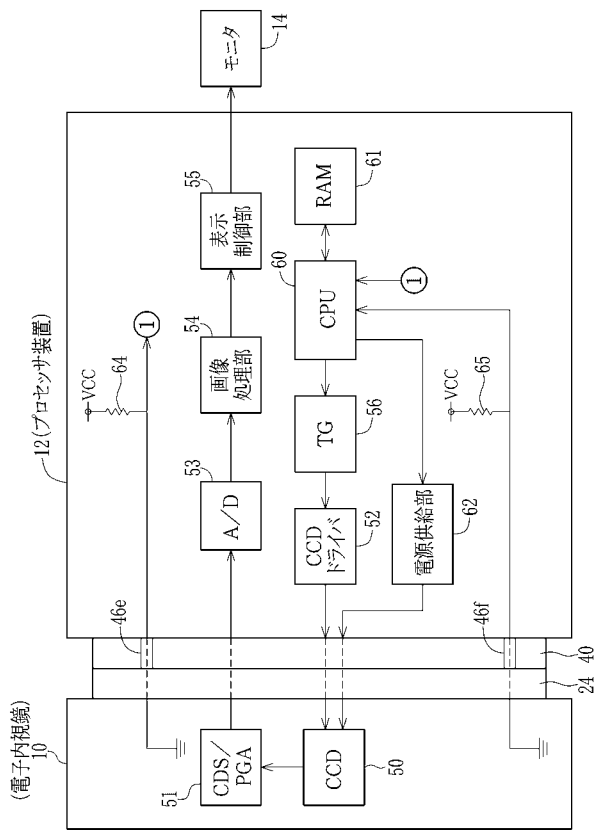 10
(電子内視鏡)
12(プロセッサ装置)
VCC
64
①
46e
CDS/
PGA
51
A/D
53
画像
処理部
54
表示
制御部
55
モニタ
14
CCD
50
CCD
ドライバ
52
TG
56
CPU
60
RAM
61
①
電源供給部
62
VCC
65
46f
24
40